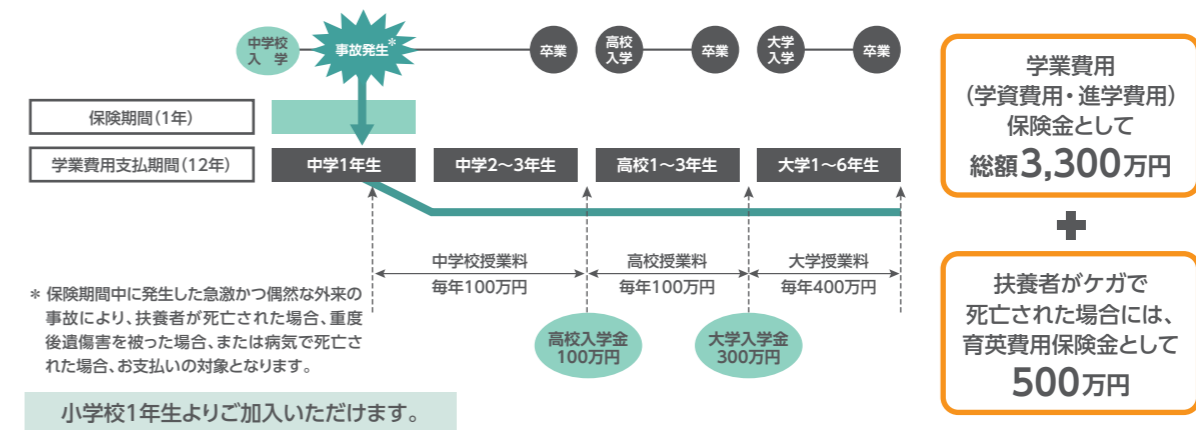 中学校
入　学
事故発生*
卒業
高校
入学
卒業
大学
入学
卒業
保険期間(1年)
学業費用支払期間(12年)
中学1年生
中学2～3年生
高校1～3年生
大学1～6年生
中学校授業料
毎年100万円
高校授業料
毎年100万円
大学授業料
毎年400万円
高校入学金
100万円
大学入学金
300万円
* 保険期間中に発生した急激かつ偶然な外来の
事故により、扶養者が死亡された場合、重度
後遺傷害を被った場合、または病気で死亡さ
れた場合、お支払いの対象となります。
小学校1年生よりご加入いただけます。
学業費用
(学資費用・進学費用)
保険金として
総額3,300万円
+
扶養者がケガで
死亡された場合には、
育英費用保険金として
500万円